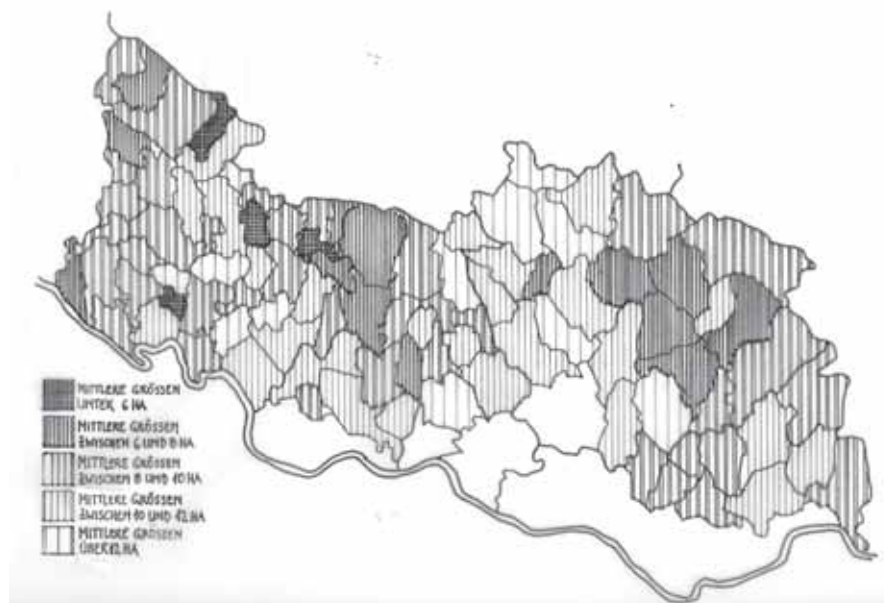 MITTLERE GRÖSSEN
UNTER 6 HA
MITTLERE GRÖSSEN
ZWISCHEN 6 UND 8 HA
MITTLERE GRÖSSEN
ZWISCHEN 8 UND 10 HA
MITTLERE GRÖSSEN
ZWISCHEN 10 UND 12 HA
MITTLERE GRÖSSEN
ÜBER 12 HA